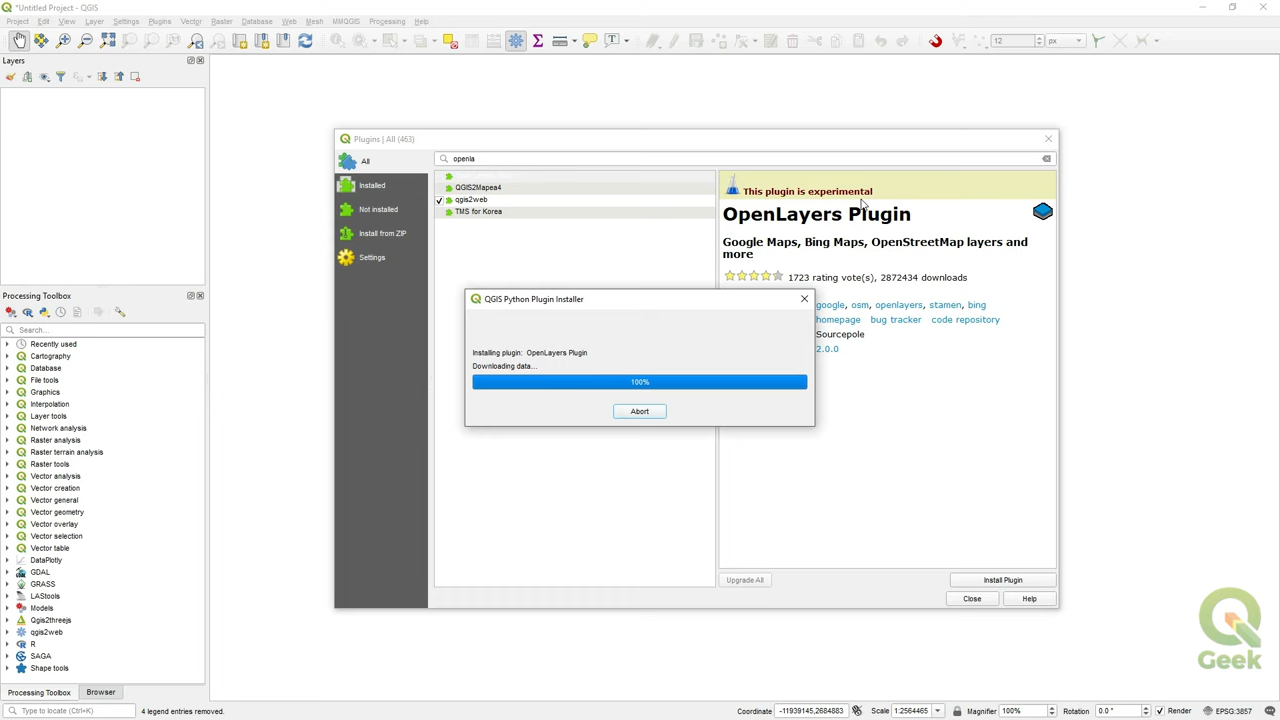 *Untitled Project - QGIS
Project Edit View Layer Settings Plugins Vector Raster Database Web Mesh MMQGIS Processing Help
12 px
Layers
Plugins | All (463)
All
openla
Installed
Not installed
Install from ZIP
Settings
QGIS2Mapea4
qgis2web
TMS for Korea
This plugin is experimental
OpenLayers Plugin
Google Maps, Bing Maps, OpenStreetMap layers and
more
1723 rating vote(s), 2872434 downloads
google, osm, openlayers, stamen, bing
homepage bug tracker code repository
Sourcepole
2.0.0
QGIS Python Plugin Installer
Installing plugin: OpenLayers Plugin
Downloading data...
100%
Abort
Upgrade All
Install Plugin
Close
Help
Processing Toolbox
Search...
Recently used
Cartography
Database
File tools
Graphics
Interpolation
Layer tools
Network analysis
Raster analysis
Raster terrain analysis
Raster tools
Vector analysis
Vector creation
Vector general
Vector geometry
Vector overlay
Vector selection
Vector table
DataPlotly
GDAL
GRASS
LAStools
Models
Qgis2threejs
qgis2web
R
SAGA
Shape tools
Processing Toolbox Browser
Geek
Type to locate (Ctrl+K) 4 legend entries removed. Coordinate -11939145,2684883 Scale 1:2564465 Magnifier 100% Rotation 0.0 ° Render EPSG:3857